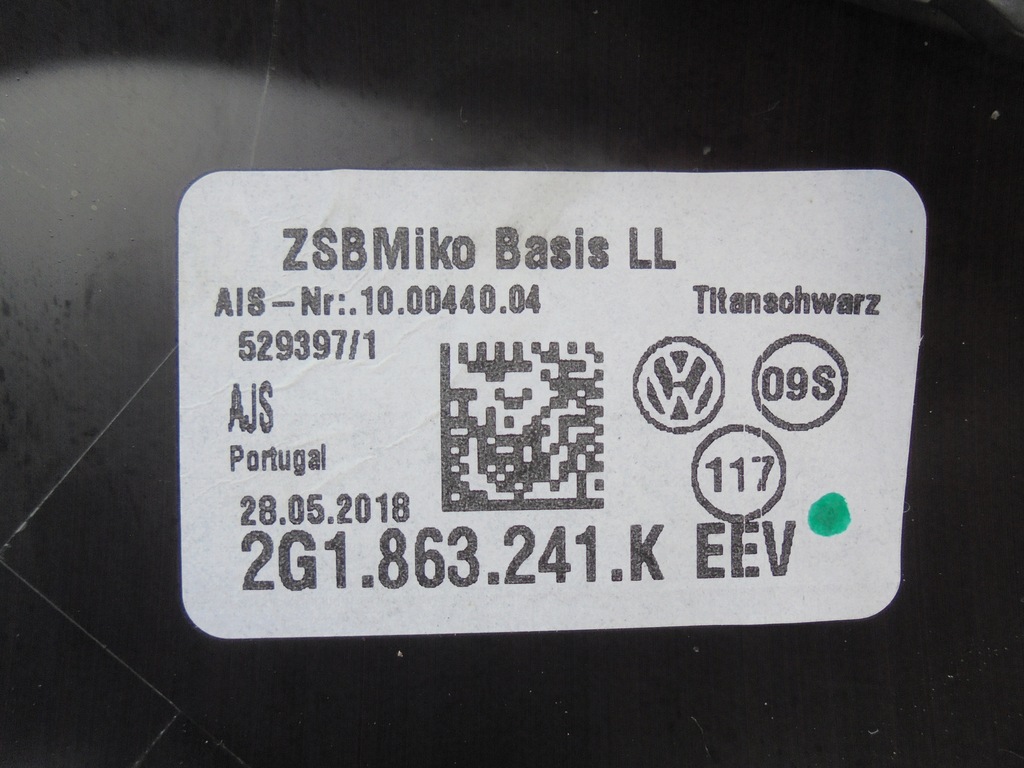 ZSBMiko Basis LL
AIS-Nr:.10.00440.04 Titanschwarz
529397/1
AJS
Portugal
28.05.2018
VW
09S
117
2G1.863.241.K EEV